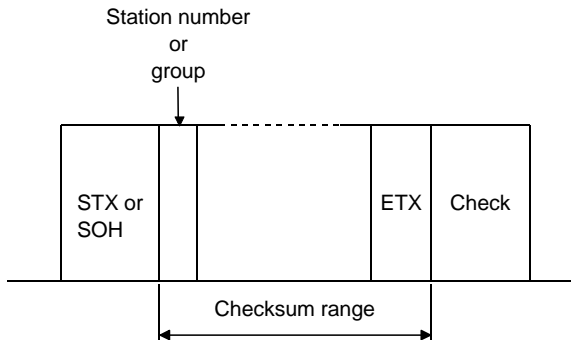 Station number
or
group
STX or
SOH
ETX
Check
Checksum range